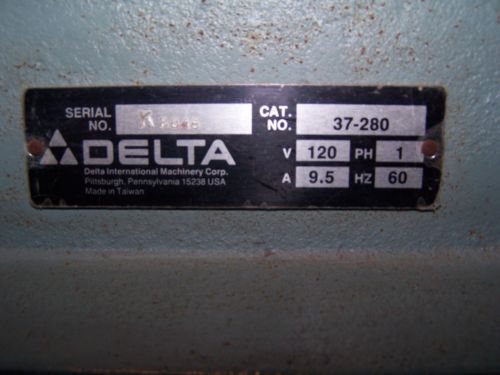 SERIAL NO.
CAT. NO. 37-280
DELTA
V 120 PH 1
A 9.5 HZ 60
Delta International Machinery Corp.
Pittsburgh, Pennsylvania 15238 USA
Made in Taiwan